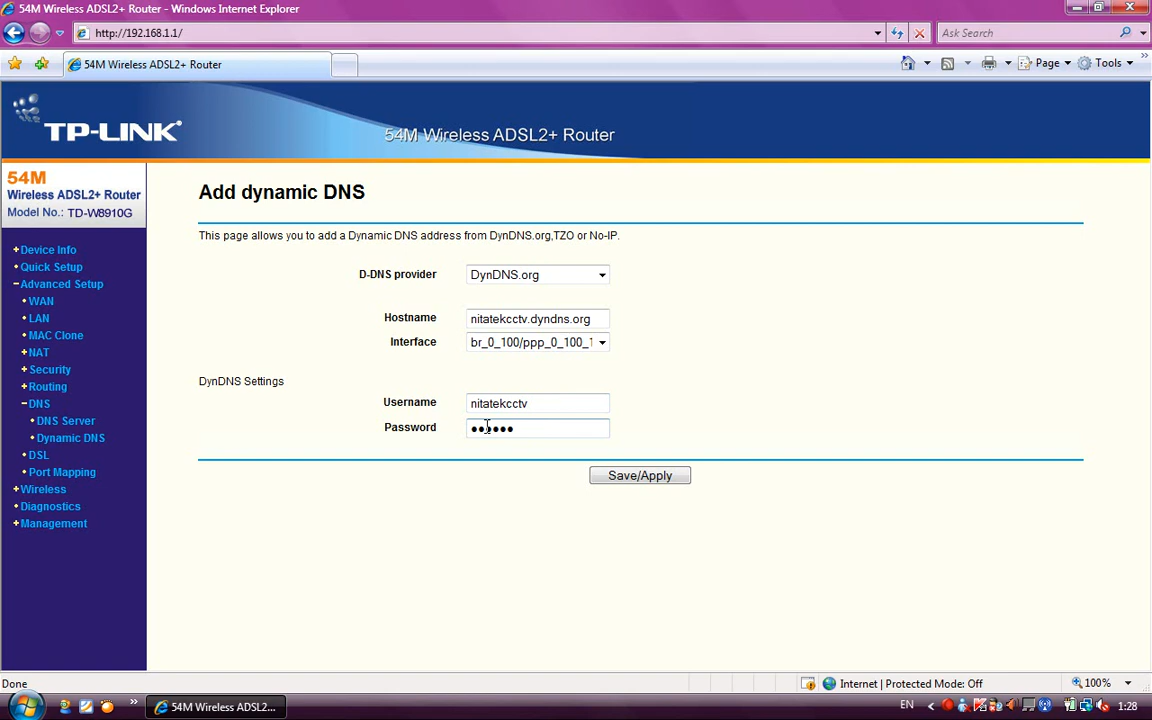 54M Wireless ADSL2+ Router - Windows Internet Explorer
http://192.168.1.1/
Ask Search
54M Wireless ADSL2+ Router
Page
Tools
TP-LINK
54M Wireless ADSL2+ Router
54M
Wireless ADSL2+ Router
Model No.: TD-W8910G
+Device Info
Quick Setup
-Advanced Setup
WAN
LAN
MAC Clone
+NAT
+Security
+Routing
-DNS
DNS Server
Dynamic DNS
DSL
Port Mapping
+Wireless
+Diagnostics
+Management
Add dynamic DNS
This page allows you to add a Dynamic DNS address from DynDNS.org,TZO or No-IP.
D-DNS provider DynDNS.org
Hostname nitatekcctv.dyndns.org
Interface br_0_100/ppp_0_100_1
DynDNS Settings
Username nitatekcctv
Password ••••••
Save/Apply
Done
Internet | Protected Mode: Off
100%
54M Wireless ADSL2...
EN
1:28